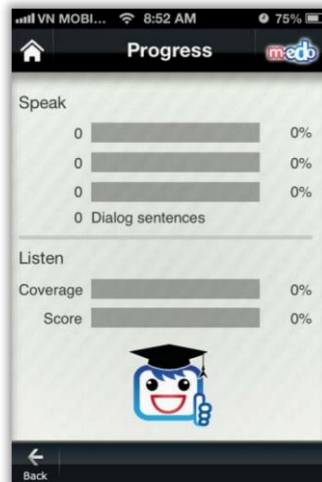 VN MOBI... 8:52 AM 75%
Progress
m-edo
Speak
0 0%
0 0%
0 0%
0 Dialog sentences
Listen
Coverage 0%
Score 0%
Back